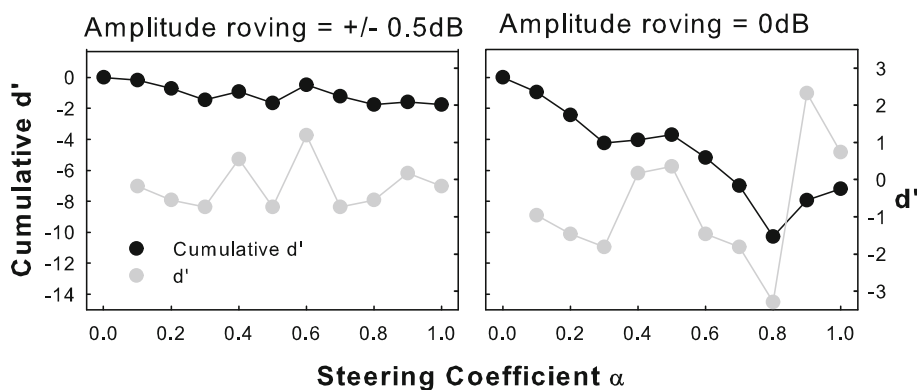 Amplitude roving = +/- 0.5dB
Amplitude roving = 0dB
Cumulative d'
0
-2
-4
-6
-8
-10
-12
-14
Cumulative d'
d'
3
2
1
0
-1
-2
-3
d'
0.0 0.2 0.4 0.6 0.8 1.0
0.0 0.2 0.4 0.6 0.8 1.0
Steering Coefficient α